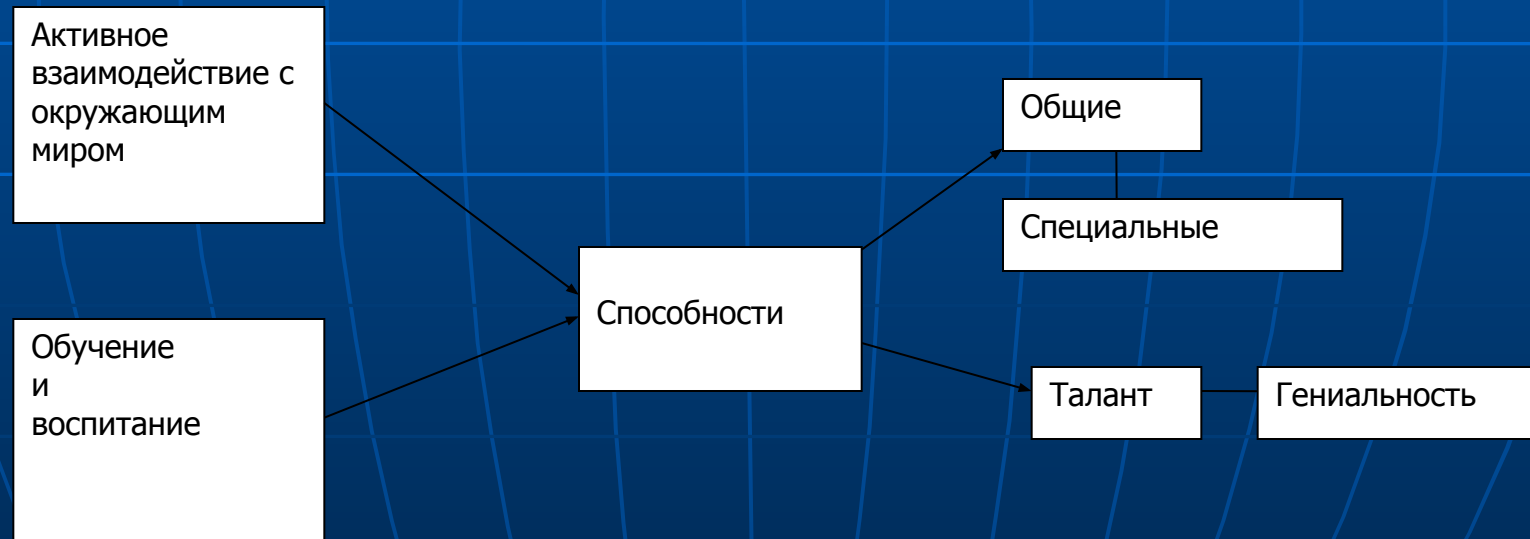 Активное
взаимодействие с
окружающим
миром
Обучение
и
воспитание
Способности
Общие
Специальные
Талант
Гениальность